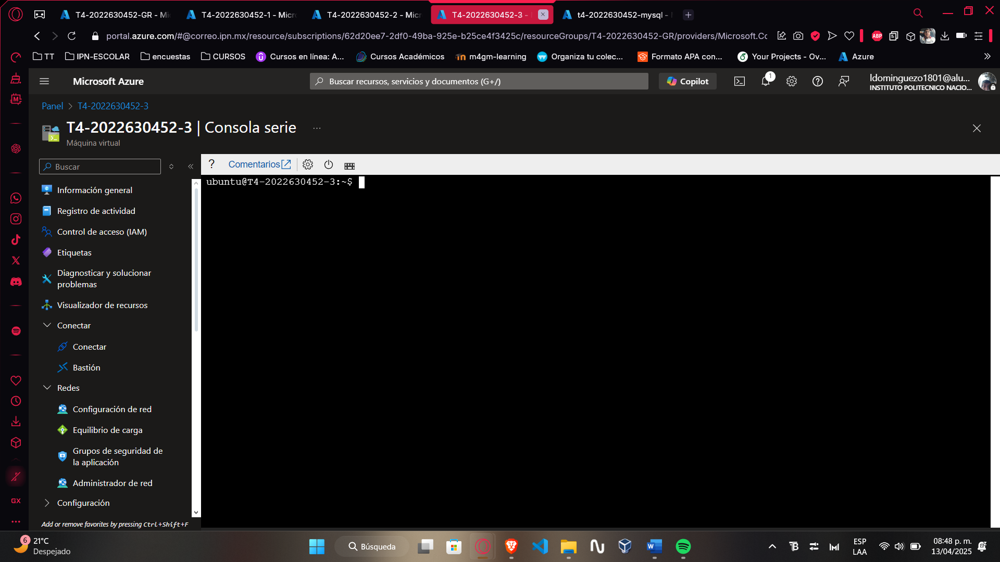 T4-2022630452-GR - Mi
T4-2022630452-1 - Micro
T4-2022630452-2 - Micr
T4-2022630452-3 -
t4-2022630452-mysql -
portal.azure.com/#@correo.ipn.mx/resource/subscriptions/62d20ee7-2df0-49ba-925e-b25ce4f3425c/resourceGroups/T4-2022630452-GR/providers/Microsoft.Co
ABP
TT
IPN-ESCOLAR
encuestas
CURSOS
Cursos en línea: A...
Cursos Académicos
m4gm-learning
Organiza tu colec...
Formato APA con...
Your Projects - Ov...
Azure
Microsoft Azure
Buscar recursos, servicios y documentos (G+/)
Copilot
1
ldominguezo1801@alu...
INSTITUTO POLITECNICO NACIO...
Panel > T4-2022630452-3
T4-2022630452-3 | Consola serie ...
Máquina virtual
Buscar
? Comentarios
ubuntu@T4-2022630452-3:~$
Información general
Registro de actividad
Control de acceso (IAM)
Etiquetas
Diagnosticar y solucionar
problemas
Visualizador de recursos
Conectar
Conectar
Bastión
Redes
Configuración de red
Equilibrio de carga
Grupos de seguridad de
la aplicación
Administrador de red
Configuración
Add or remove favorites by pressing Ctrl+Shift+F
GX
6
21°C
Despejado
Búsqueda
ESP
LAA
08:48 p. m.
13/04/2025